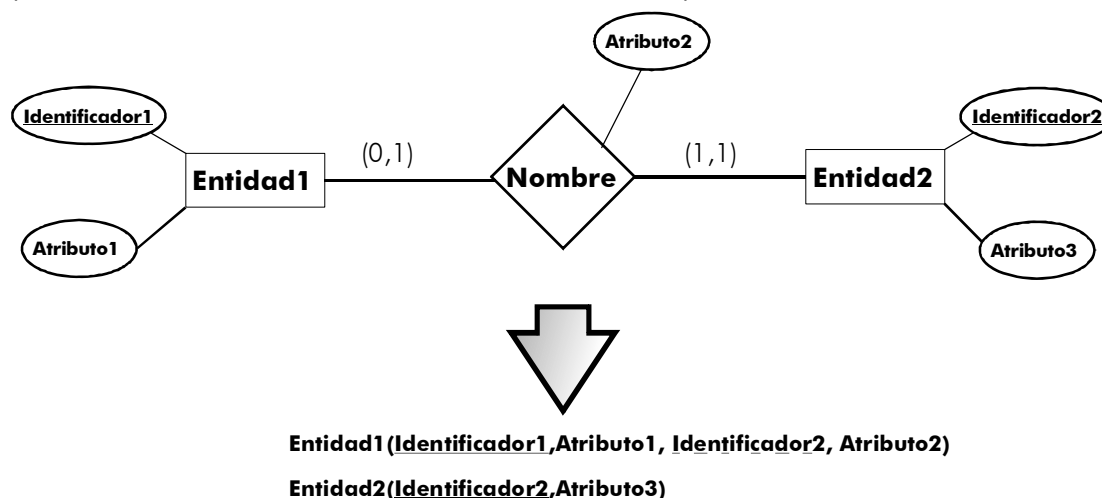 Atributo2
Identificador1
Identificador2
(0,1)
(1,1)
Entidad1
Nombre
Entidad2
Atributo1
Atributo3
Entidad1(Identificador1,Atributo1, Identificador2, Atributo2)
Entidad2(Identificador2,Atributo3)